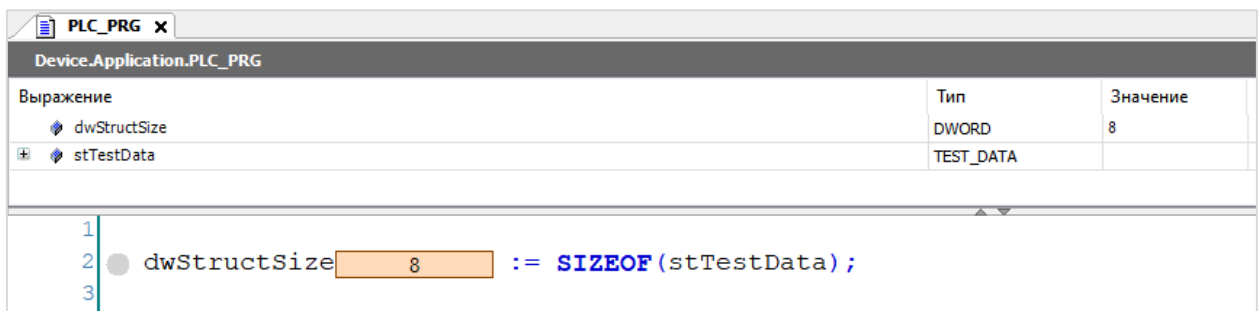 PLC_PRG x
Device.Application.PLC_PRG
Выражение Тип Значение
dwStructSize DWORD 8
stTestData TEST_DATA
1
2 dwStructSize 8 := SIZEOF(stTestData);
3